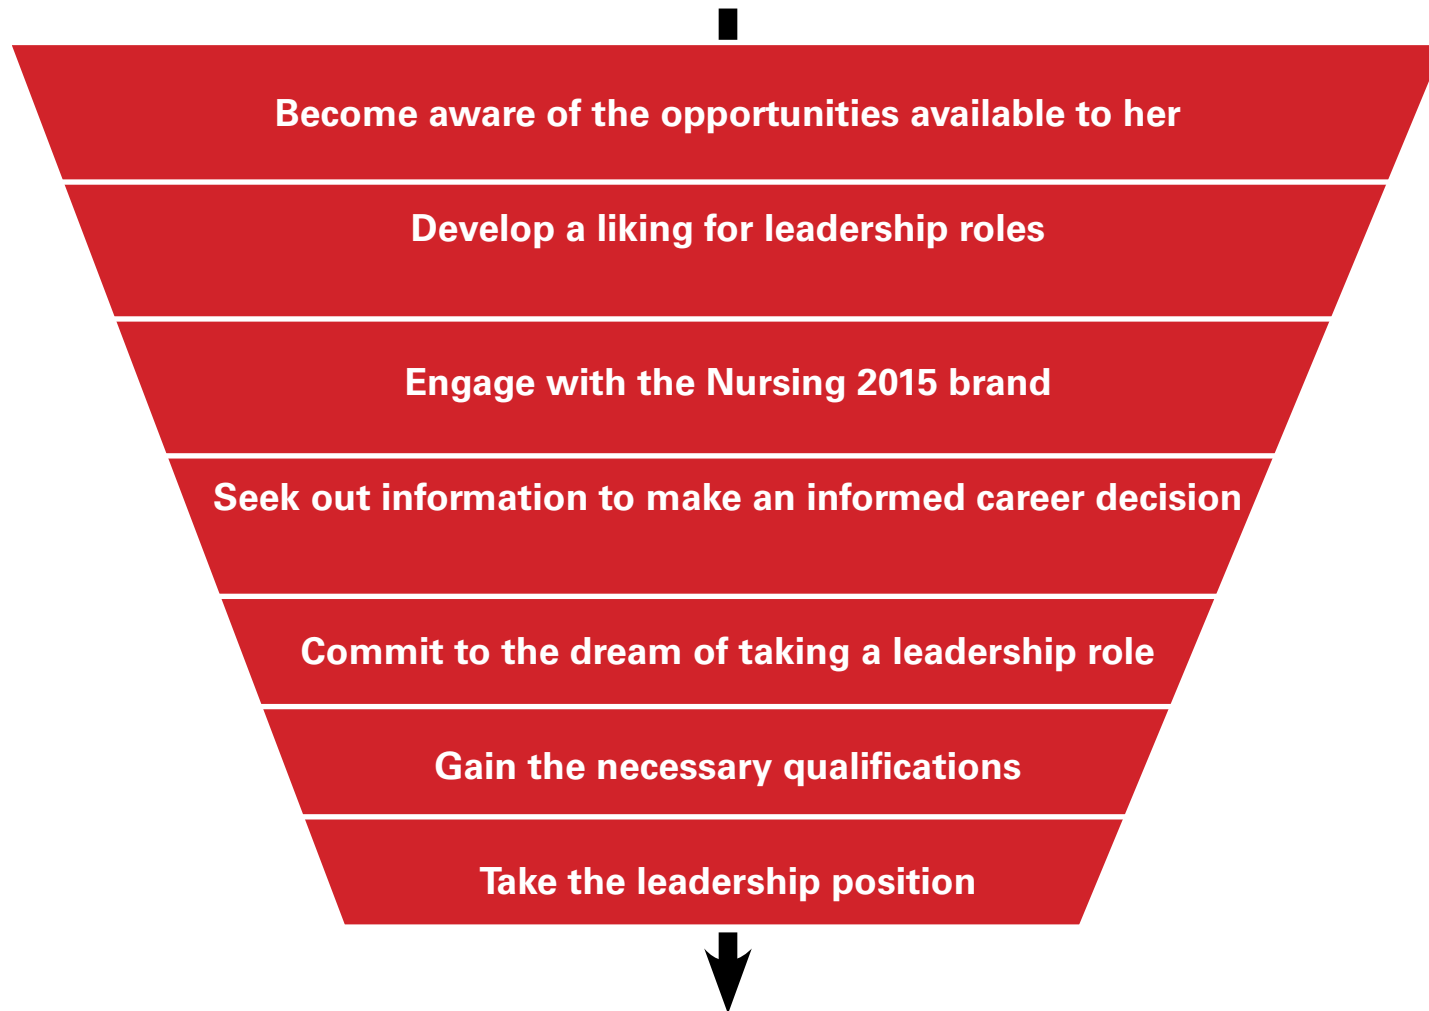 Become aware of the opportunities available to her
Develop a liking for leadership roles
Engage with the Nursing 2015 brand
Seek out information to make an informed career decision
Commit to the dream of taking a leadership role
Gain the necessary qualifications
Take the leadership position